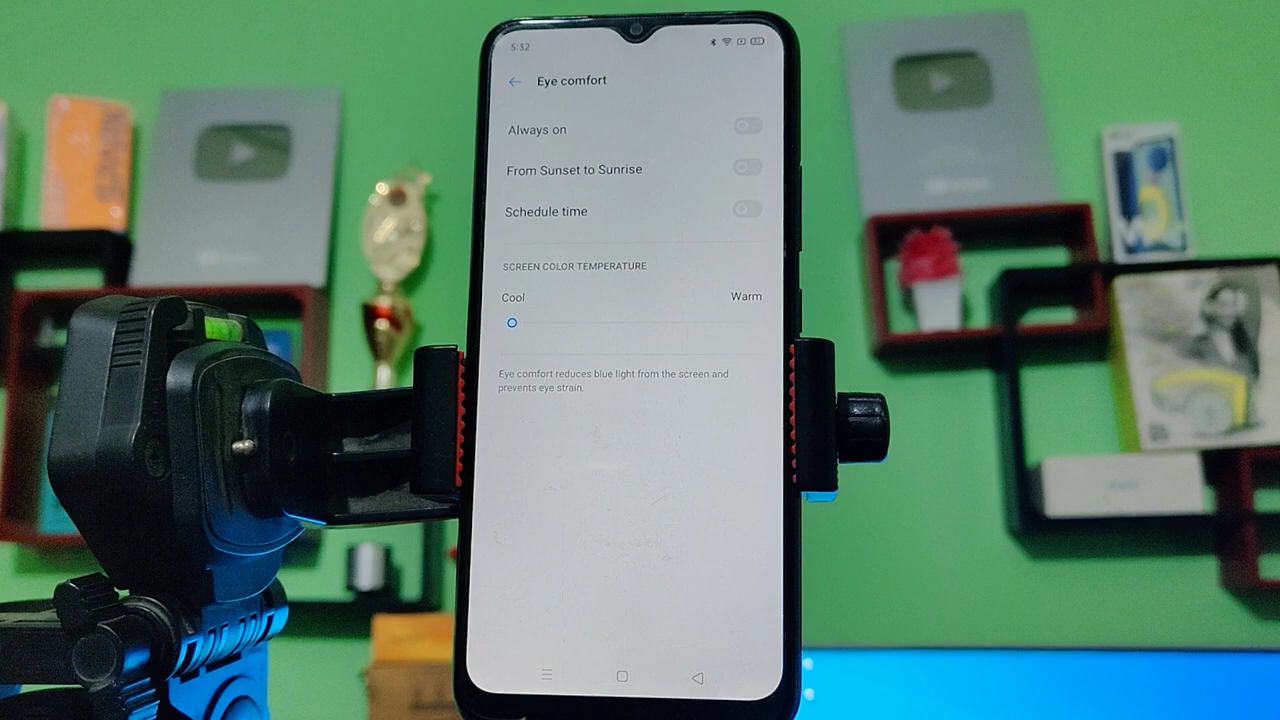 5:32
Eye comfort
Always on
From Sunset to Sunrise
Schedule time
SCREEN COLOR TEMPERATURE
Cool
Warm
Eye comfort reduces blue light from the screen and
prevents eye strain.